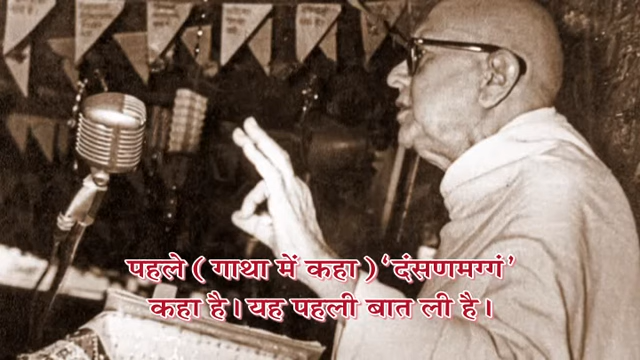 पहले ( गाथा में कहा ) ‘दंसणमग्गं’
कहा है। यह पहली बात ली है।